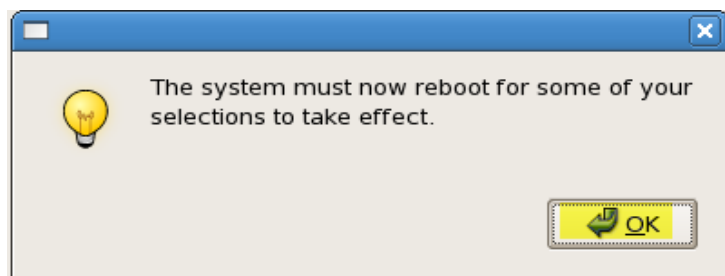 The system must now reboot for some of your
selections to take effect.
OK